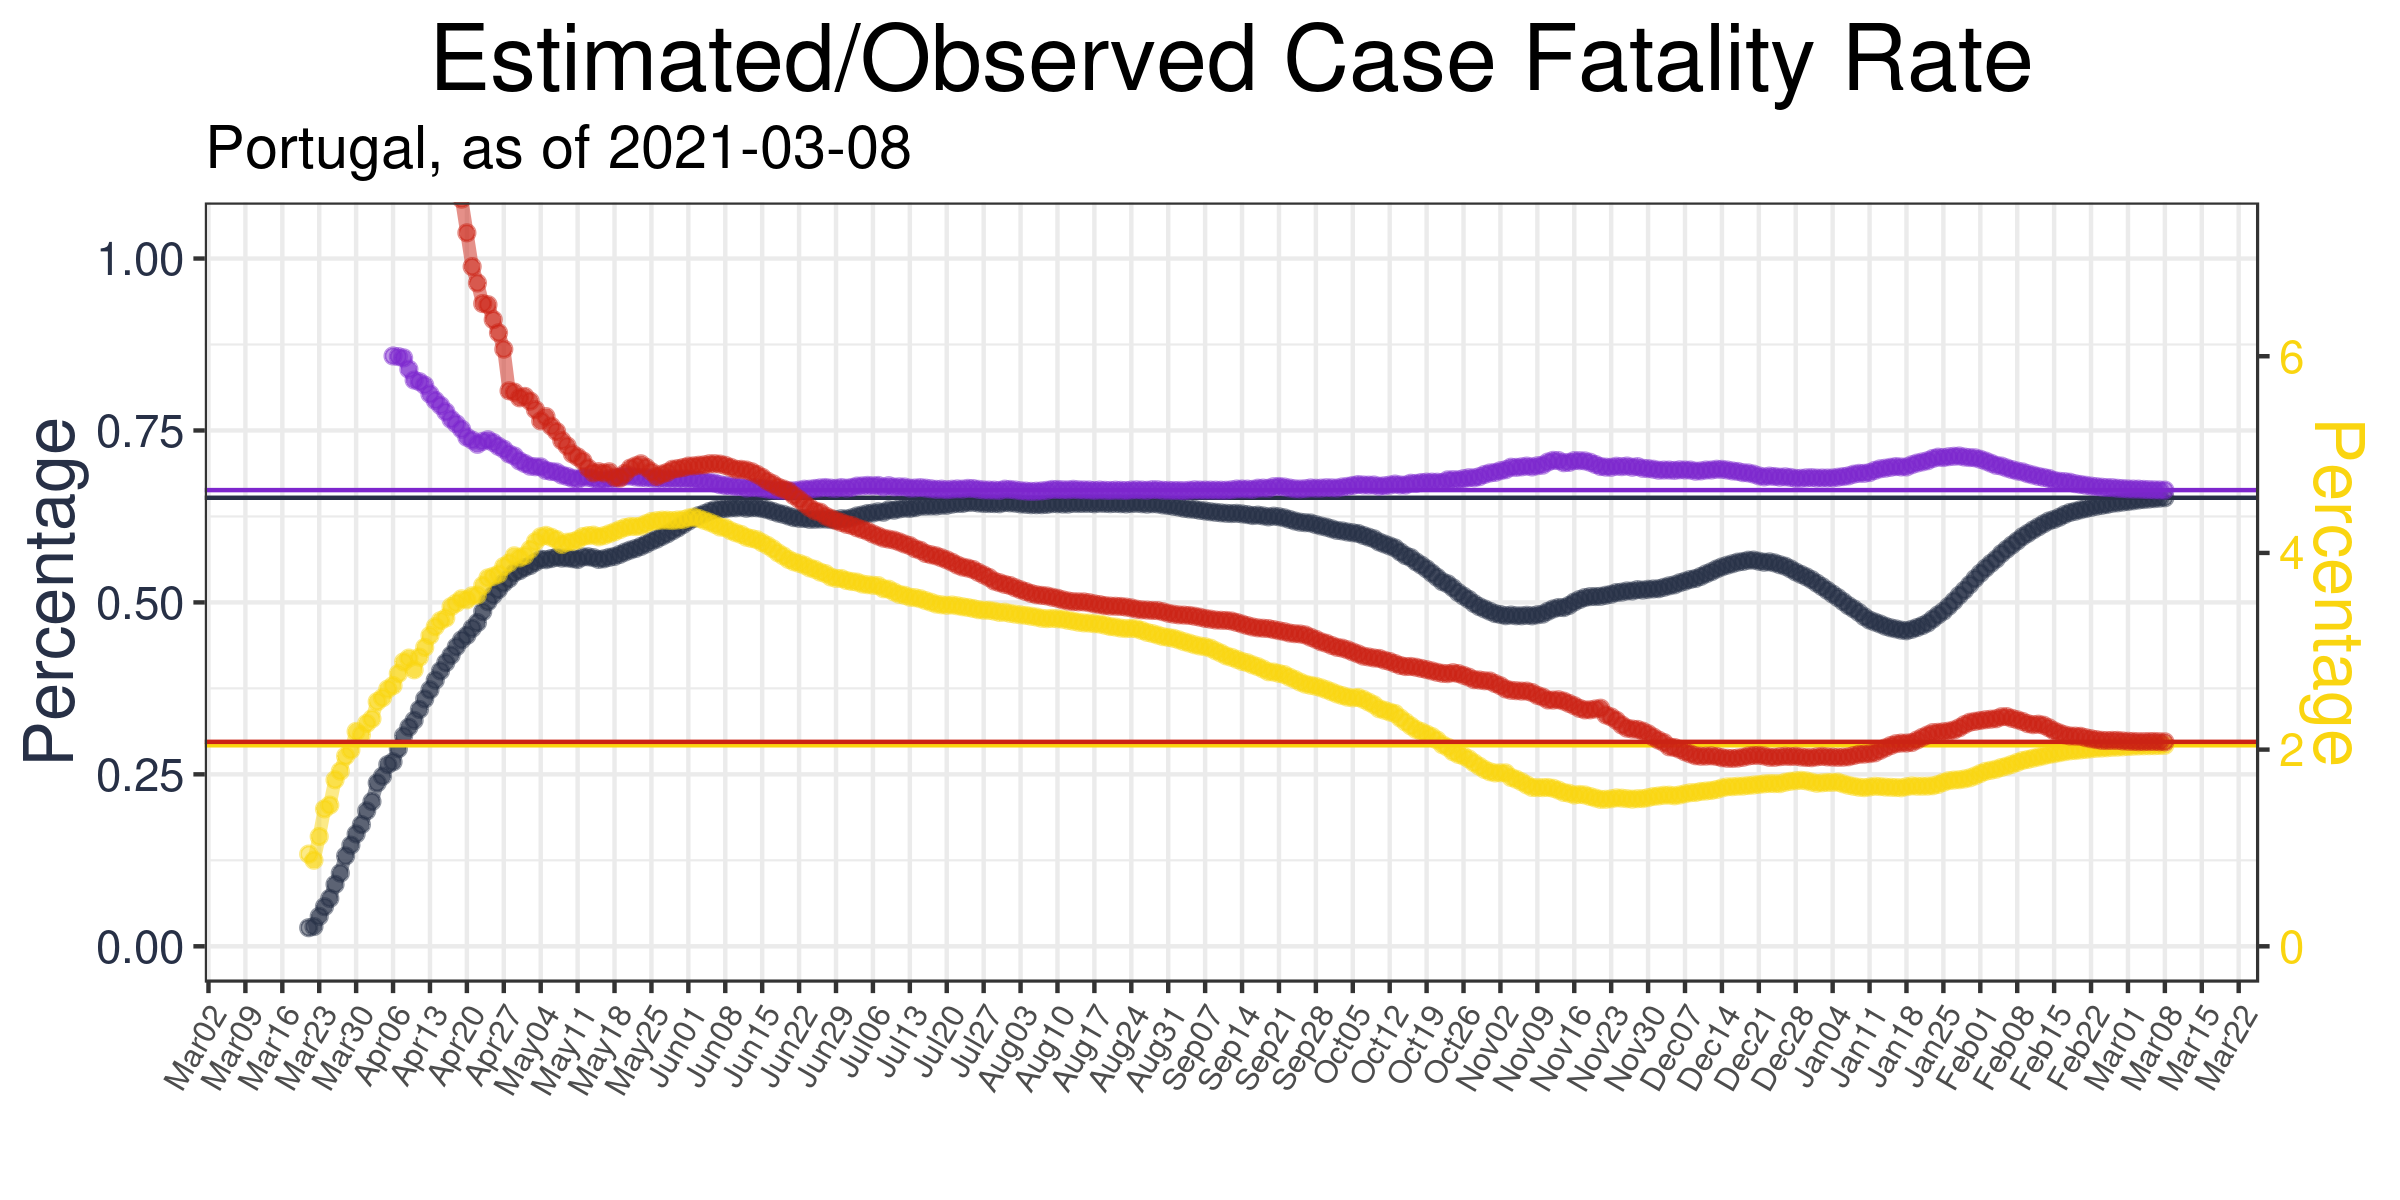 Estimated/Observed Case Fatality Rate
Portugal, as of 2021-03-08
Percentage
1.00
0.75
0.50
0.25
0.00
6
4
2
0
Percentage
Mar02
Mar09
Mar16
Mar23
Mar30
Apr06
Apr13
Apr20
Apr27
May04
May11
May18
May25
Jun01
Jun08
Jun15
Jun22
Jun29
Jul06
Jul13
Jul20
Jul27
Aug03
Aug10
Aug17
Aug24
Aug31
Sep07
Sep14
Sep21
Sep28
Oct05
Oct12
Oct19
Oct26
Nov02
Nov09
Nov16
Nov23
Nov30
Dec07
Dec14
Dec21
Dec28
Jan04
Jan11
Jan18
Jan25
Feb01
Feb08
Feb15
Feb22
Mar01
Mar08
Mar15
Mar22